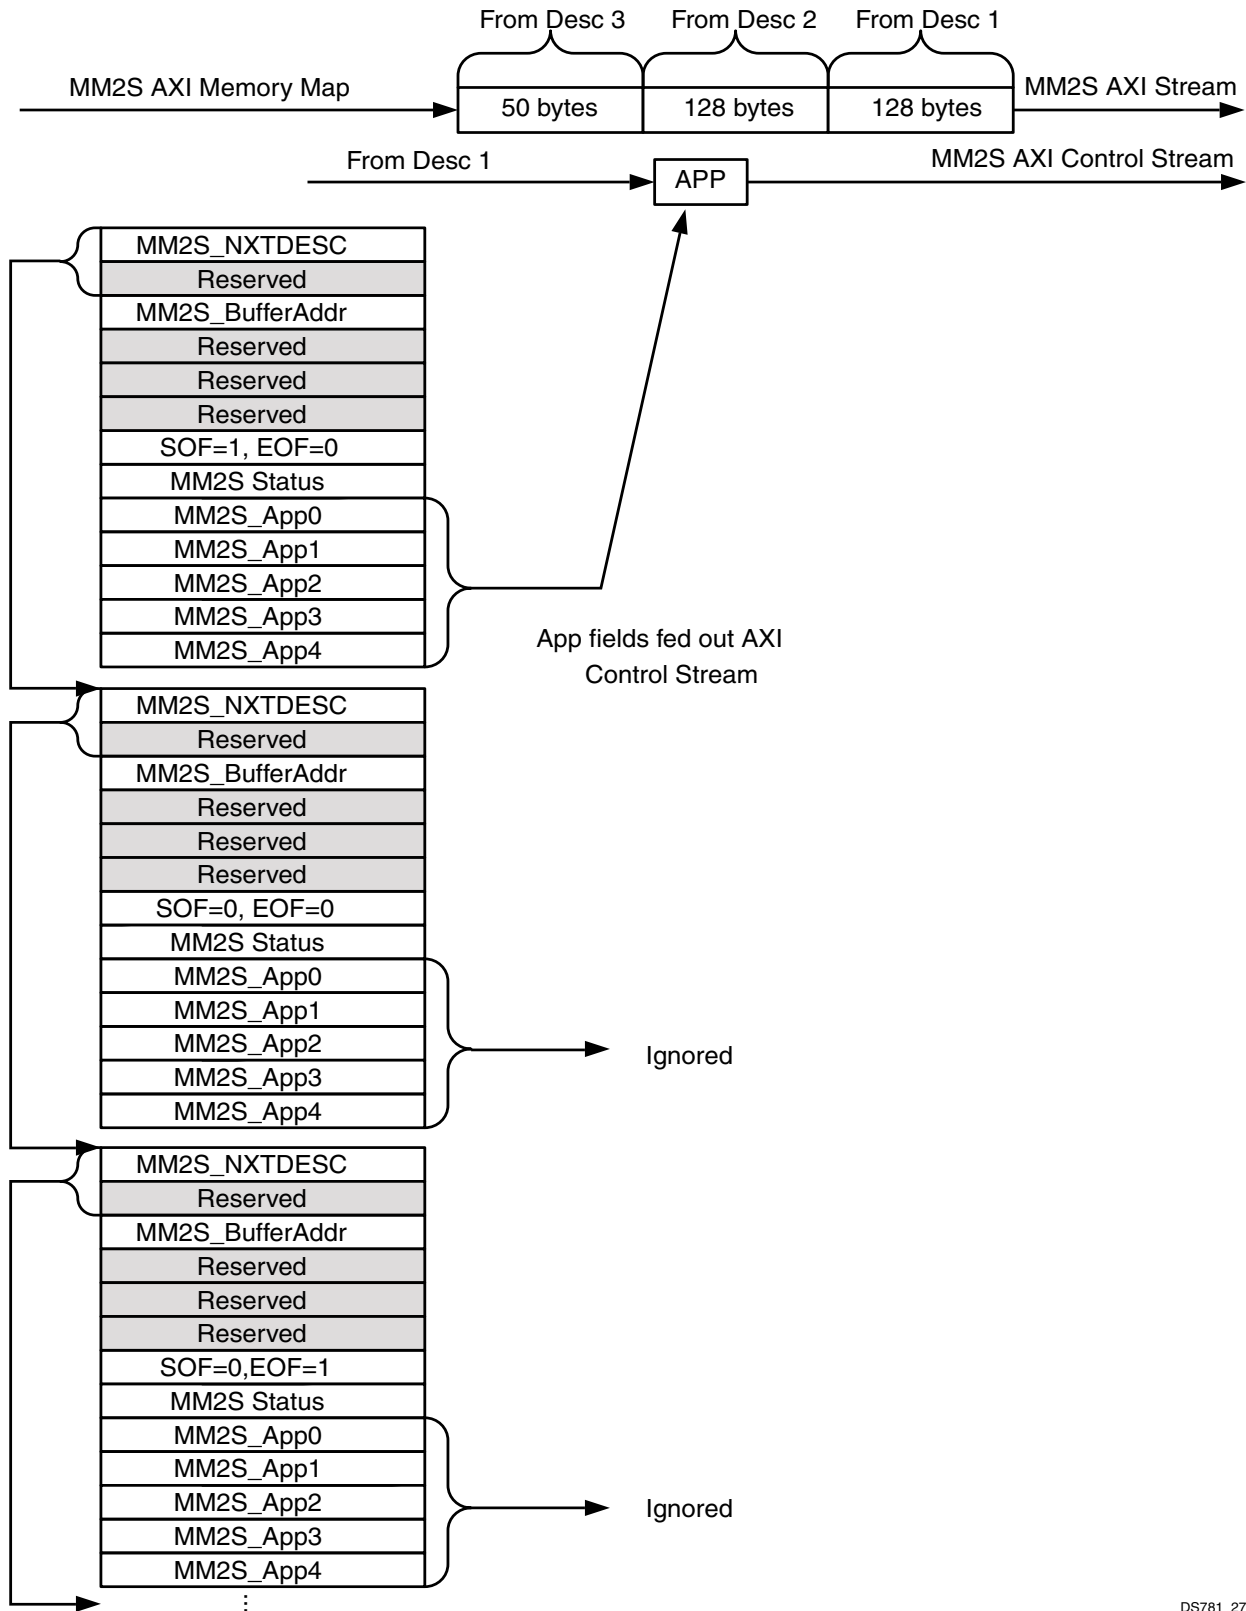 From Desc 3 From Desc 2 From Desc 1
MM2S AXI Memory Map 50 bytes 128 bytes 128 bytes MM2S AXI Stream
From Desc 1 APP MM2S AXI Control Stream
MM2S_NXTDESC
Reserved
MM2S_BufferAddr
Reserved
Reserved
Reserved
SOF=1, EOF=0
MM2S Status
MM2S_App0
MM2S_App1
MM2S_App2
MM2S_App3
MM2S_App4
App fields fed out AXI
Control Stream
MM2S_NXTDESC
Reserved
MM2S_BufferAddr
Reserved
Reserved
Reserved
SOF=0, EOF=0
MM2S Status
MM2S_App0
MM2S_App1
MM2S_App2
MM2S_App3
MM2S_App4
Ignored
MM2S_NXTDESC
Reserved
MM2S_BufferAddr
Reserved
Reserved
Reserved
SOF=0,EOF=1
MM2S Status
MM2S_App0
MM2S_App1
MM2S_App2
MM2S_App3
MM2S_App4
Ignored
DS781_27